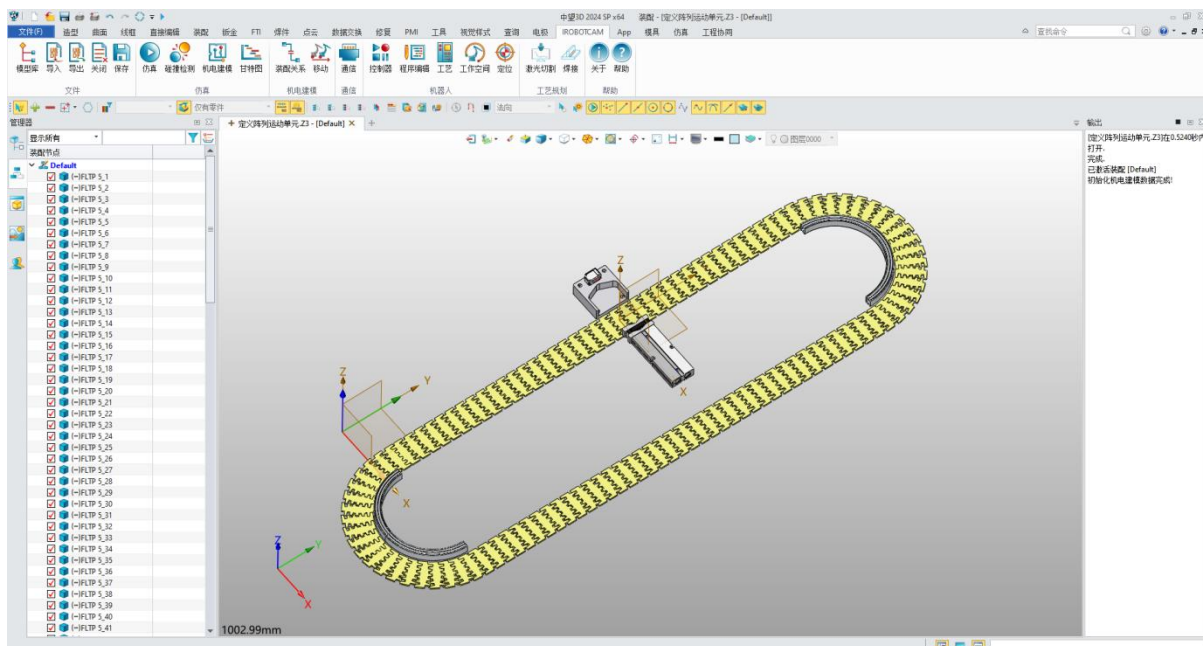 中望3D 2024 SP x64 装配 - [定义阵列运动单元.Z3 - [Default]]
文件(F) 造型 曲面 线框 直接编辑 装配 钣金 FTI 焊件 点云 数据交换 修复 PMI 工具 视觉样式 查询 电极 IROBOTCAM App 模具 仿真 工程协同 查找命令
模型库 导入 导出 关闭 保存 仿真 碰撞检测 机电建模 甘特图 装配关系 移动 通信 控制器 程序编辑 工艺 工作空间 定位 激光切割 焊接 关于 帮助
文件 仿真 机电建模 通信 机器人 工艺规划 帮助
仅有零件 法向
管理器 定义阵列运动单元.Z3 - [Default] 输出
显示所有 图层0000
装配节点
Default
(-)FLTP 5_1
(-)FLTP 5_2
(-)FLTP 5_3
(-)FLTP 5_4
(-)FLTP 5_5
(-)FLTP 5_6
(-)FLTP 5_7
(-)FLTP 5_8
(-)FLTP 5_9
(-)FLTP 5_10
(-)FLTP 5_11
(-)FLTP 5_12
(-)FLTP 5_13
(-)FLTP 5_14
(-)FLTP 5_15
(-)FLTP 5_16
(-)FLTP 5_17
(-)FLTP 5_18
(-)FLTP 5_19
(-)FLTP 5_20
(-)FLTP 5_21
(-)FLTP 5_22
(-)FLTP 5_23
(-)FLTP 5_24
(-)FLTP 5_25
(-)FLTP 5_26
(-)FLTP 5_27
(-)FLTP 5_28
(-)FLTP 5_29
(-)FLTP 5_30
(-)FLTP 5_31
(-)FLTP 5_32
(-)FLTP 5_33
(-)FLTP 5_34
(-)FLTP 5_35
(-)FLTP 5_36
(-)FLTP 5_37
(-)FLTP 5_38
(-)FLTP 5_39
(-)FLTP 5_40
(-)FLTP 5_41
Z
X
Z
Y
X
Z
Y
X
1002.99mm
[定义阵列运动单元.Z3]在0.5240秒内
打开.
完成.
已激活装配 [Default]
初始化机电建模数据完成!